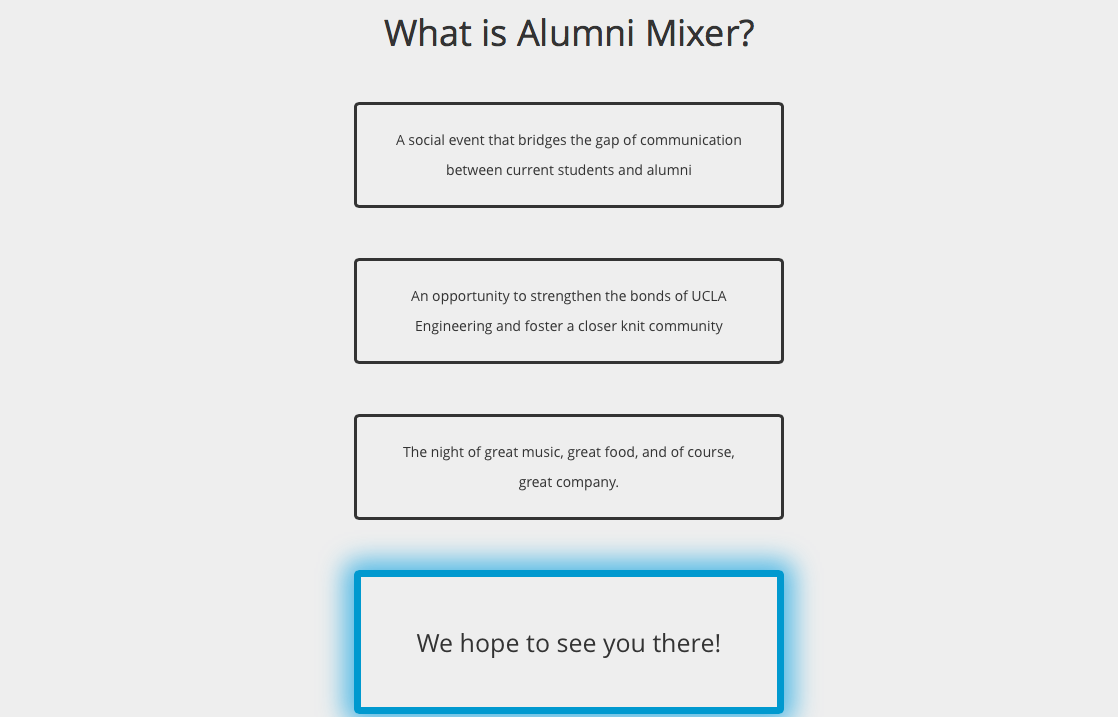 What is Alumni Mixer?
A social event that bridges the gap of communication
between current students and alumni
An opportunity to strengthen the bonds of UCLA
Engineering and foster a closer knit community
The night of great music, great food, and of course,
great company.
We hope to see you there!